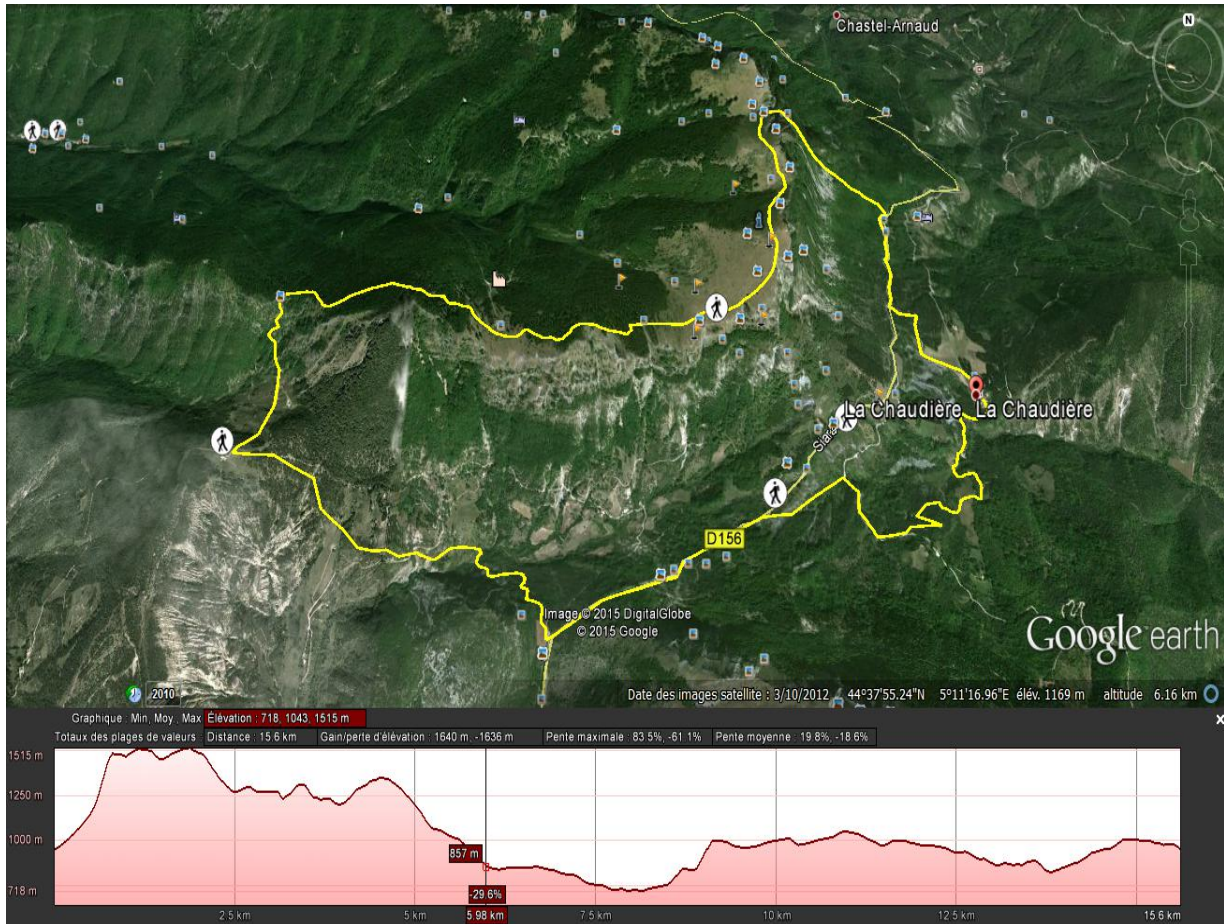 Chastel-Arnaud
N
La Chaudière La Chaudière
D156
Image © 2015 DigitalGlobe
© 2015 Google
Google earth
2010
Date des images satellite : 3/10/2012 44°37'55.24"N 5°11'16.96"E élév. 1169 m altitude 6.16 km
Graphique : Min, Moy , Max Élévation : 718, 1043, 1515 m
x
Totaux des plages de valeurs : Distance : 15.6 km Gain/perte d'élévation : 1640 m, -1636 m Pente maximale : 83.5%, -61.1% Pente moyenne : 19.8%, -18.6%
1515 m
1250 m
1000 m
857 m
718 m
-29.6%
2.5 km 5 km 5.98 km 7.5 km 10 km 12.5 km 15.6 km